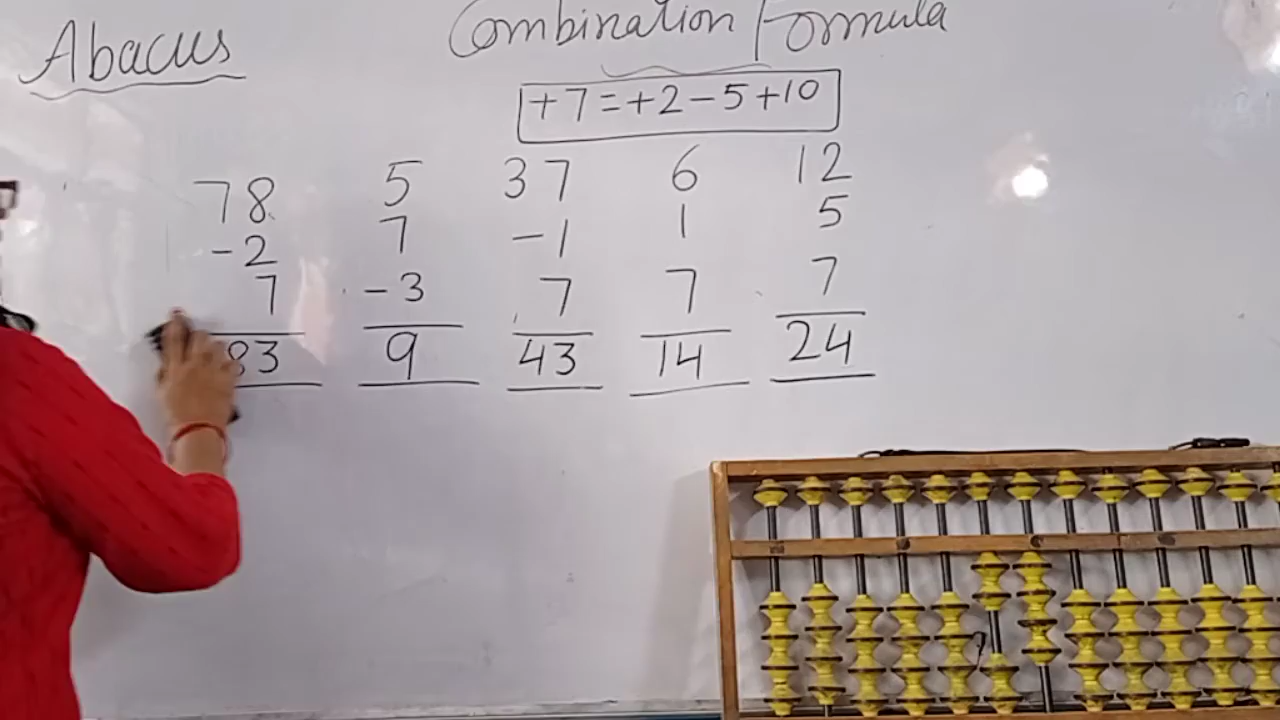 Abacus
Combination Formula
+7=+2-5+10
78 5 37 6 12
-2 7 -1 1 5
7 -3 7 7 7
83 9 43 14 24